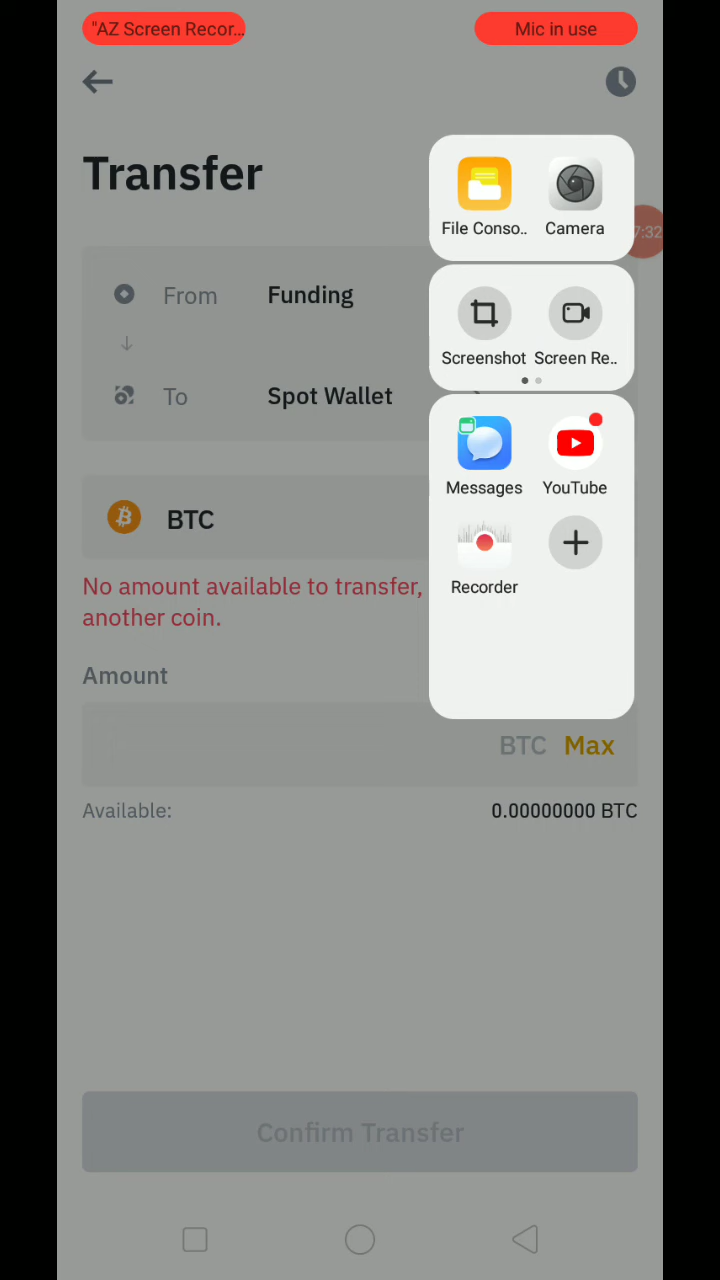 "AZ Screen Recor... Mic in use
Transfer
File Conso.. Camera
7:32
From Funding
Screenshot Screen Re..
To Spot Wallet
Messages YouTube
BTC
Recorder
No amount available to transfer,
another coin.
Amount
BTC Max
Available: 0.00000000 BTC
Confirm Transfer